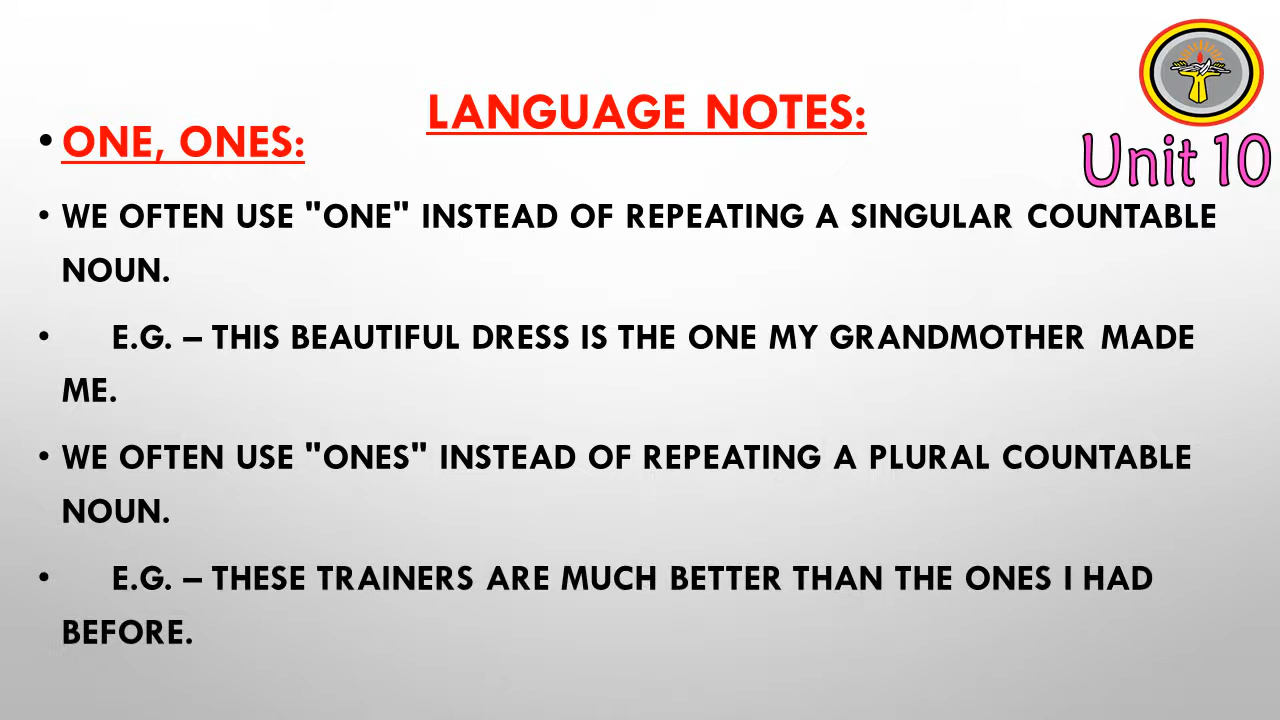 LANGUAGE NOTES:
• ONE, ONES:
Unit 10
• WE OFTEN USE "ONE" INSTEAD OF REPEATING A SINGULAR COUNTABLE
NOUN.
• E.G. – THIS BEAUTIFUL DRESS IS THE ONE MY GRANDMOTHER MADE
ME.
• WE OFTEN USE "ONES" INSTEAD OF REPEATING A PLURAL COUNTABLE
NOUN.
• E.G. – THESE TRAINERS ARE MUCH BETTER THAN THE ONES I HAD
BEFORE.